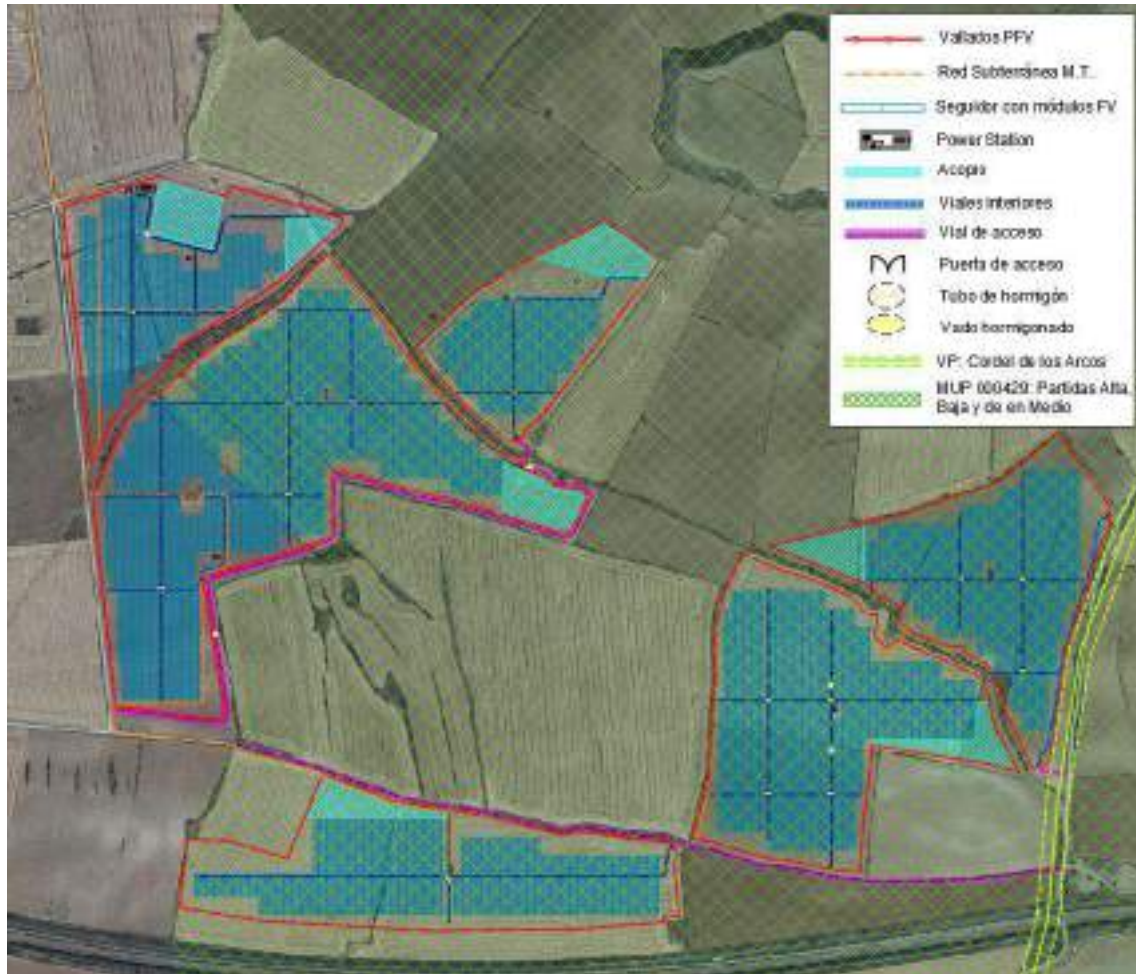 Vallados PFV
Red Subterránea M.T.
Seguidor con módulos FV
Power Station
Acopio
Viales interiores
Vial de acceso
Puerta de acceso
Tubo de hormigón
Vado hormigonado
VP: Cordel de los Arcos
MUP 000429: Partidas Alta,
Baja y de en Medio